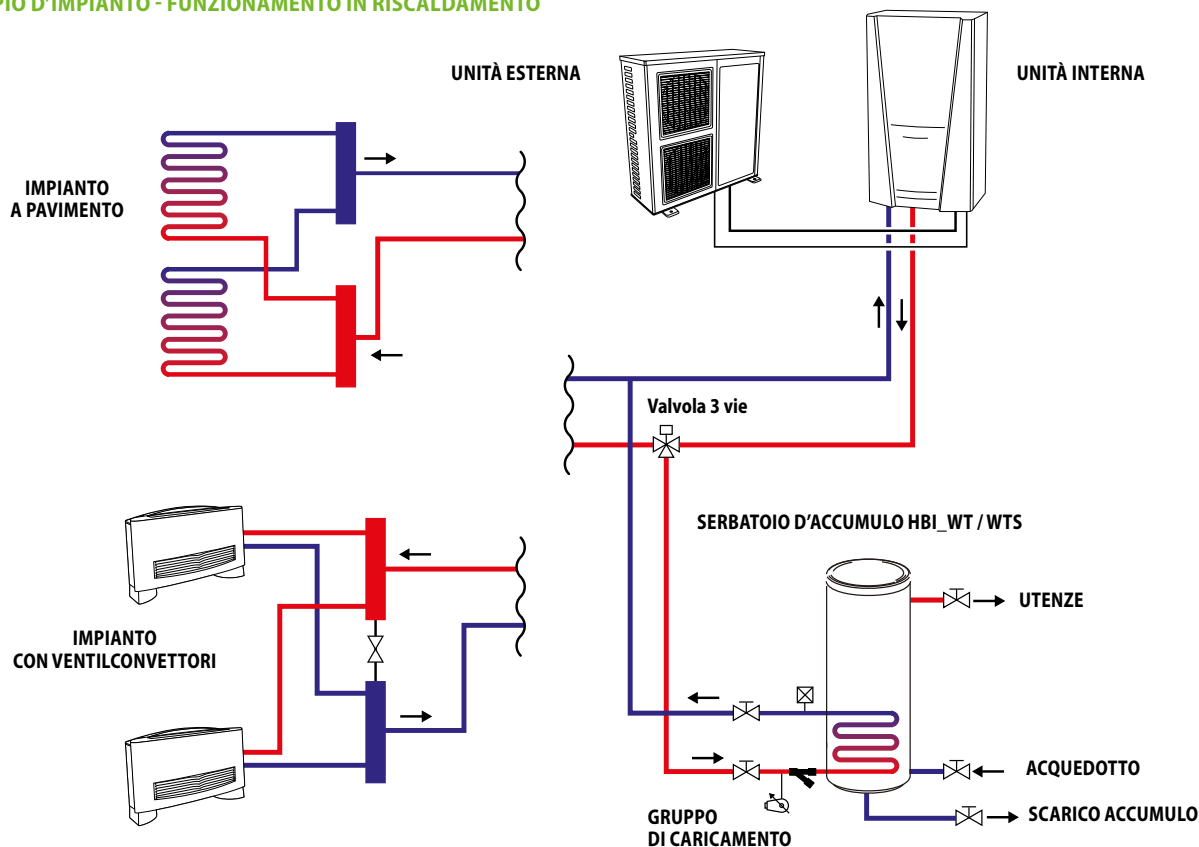 PIO D'IMPIANTO - FUNZIONAMENTO IN RISCALDAMENTO
UNITÀ ESTERNA
UNITÀ INTERNA
IMPIANTO
A PAVIMENTO
Valvola 3 vie
SERBATOIO D'ACCUMULO HBI_WT / WTS
UTENZE
IMPIANTO
CON VENTILCONVETTORI
ACQUEDOTTO
GRUPPO
DI CARICAMENTO
SCARICO ACCUMULO